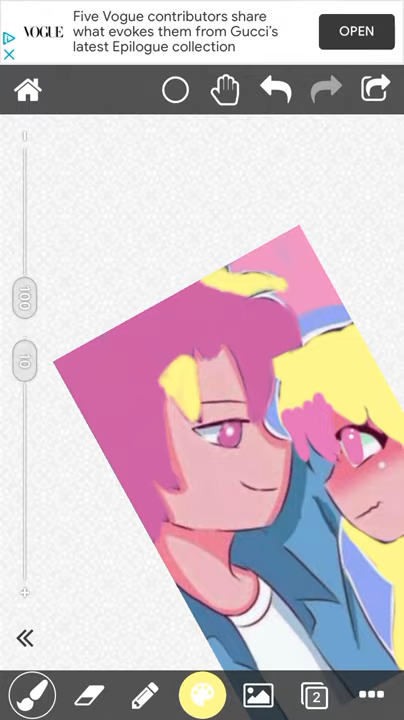 VOGUE
Five Vogue contributors share
what evokes them from Gucci's
latest Epilogue collection
OPEN
100
10
2